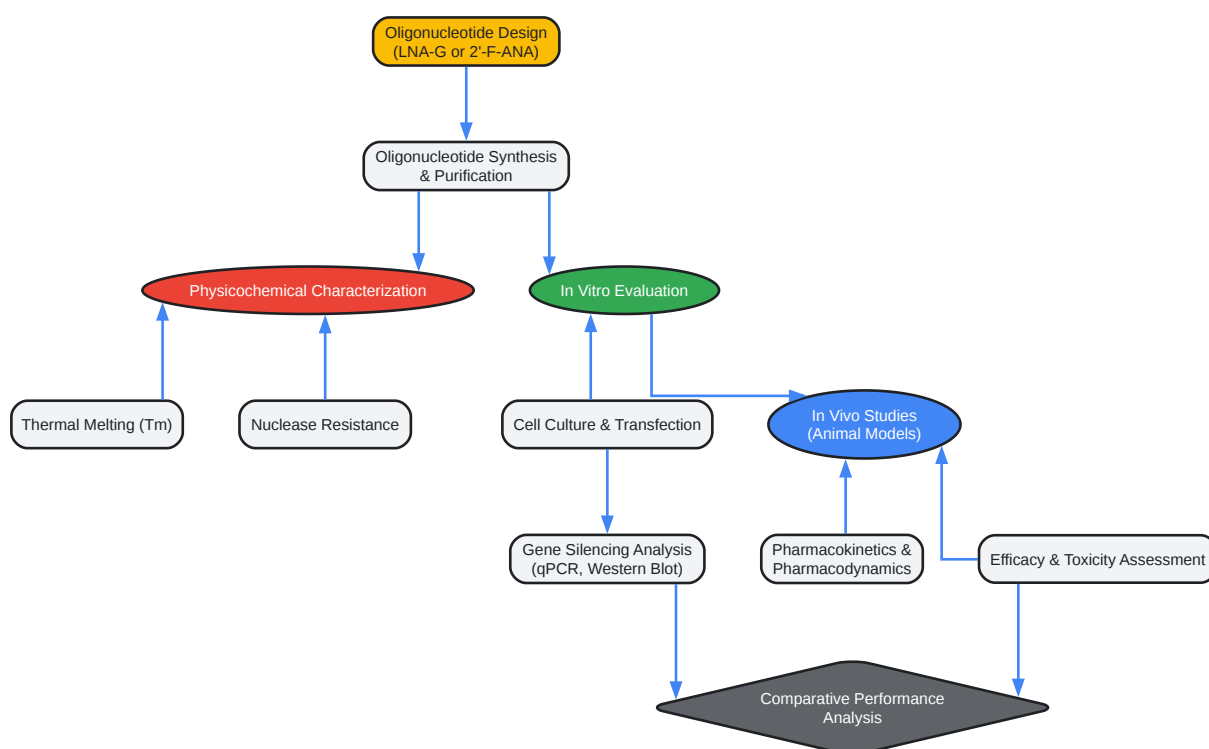 Oligonucleotide Design
(LNA-G or 2'-F-ANA)
Oligonucleotide Synthesis
& Purification
Physicochemical Characterization
In Vitro Evaluation
Thermal Melting (Tm)
Nuclease Resistance
Cell Culture & Transfection
In Vivo Studies
(Animal Models)
Gene Silencing Analysis
(qPCR, Western Blot)
Pharmacokinetics &
Pharmacodynamics
Efficacy & Toxicity Assessment
Comparative Performance
Analysis